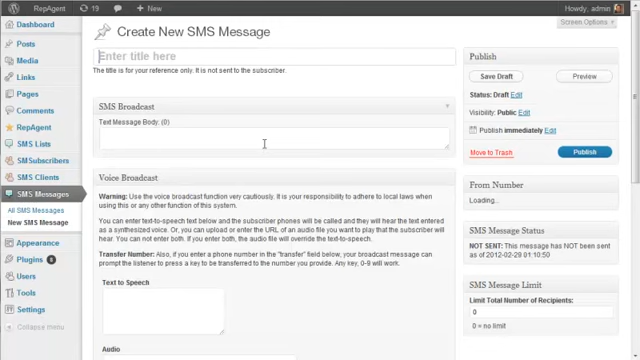 RepAgent
19
New
Howdy, admin
Screen Options
Dashboard
Posts
Media
Links
Pages
Comments
RepAgent
SMS Lists
SMSubscribers
SMS Clients
SMS Messages
All SMS Messages
New SMS Message
Appearance
Plugins
Users
Tools
Settings
Collapse menu
Create New SMS Message
Enter title here
The title is for your reference only. It is not sent to the subscriber.
SMS Broadcast
Text Message Body: (0)
Voice Broadcast
Warning: Use the voice broadcast function very cautiously. It is your responsibility to adhere to local laws when
using this or any other function of this system.
You can enter text-to-speech text below and the subscriber phones will be called and they will hear the text entered
as a synthesized voice. Or, you can upload or enter the URL of an audio file you want to play that the subscriber will
hear. You can not enter both. If you enter both, the audio file will override the text-to-speech.
Transfer Number: Also, if you enter a phone number in the "transfer" field below, your broadcast message can
prompt the listener to press a key to be transferred to the number you provide. Any key, 0-9 will work.
Text to Speech
Audio
Publish
Save Draft
Preview
Status: Draft Edit
Visibility: Public Edit
Publish immediately Edit
Move to Trash
Publish
From Number
Loading...
SMS Message Status
NOT SENT: This message has NOT been sent
as of 2012-02-29 01:10:50
SMS Message Limit
Limit Total Number of Recipients:
0
0 = no limit